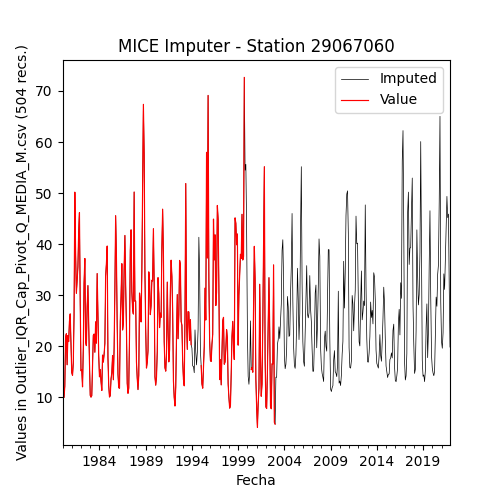 MICE Imputer - Station 29067060
Values in Outlier_IQR_Cap_Pivot_Q_MEDIA_M.csv (504 recs.)
Imputed
Value
70
60
50
40
30
20
10
1984 1989 1994 1999 2004 2009 2014 2019
Fecha